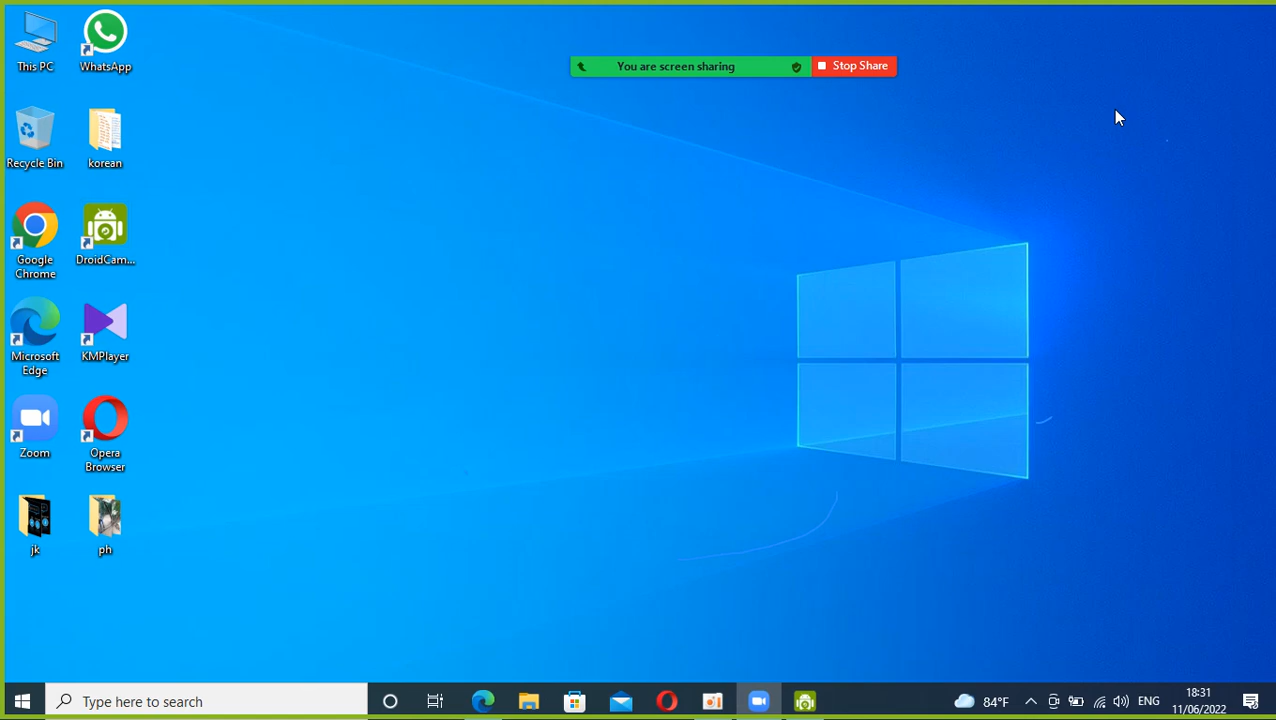 This PC
WhatsApp
You are screen sharing
Stop Share
Recycle Bin
korean
Google
Chrome
DroidCam...
Microsoft
Edge
KMPlayer
Zoom
Opera
Browser
jk
ph
Type here to search
84°F
ENG
18:31
11/06/2022